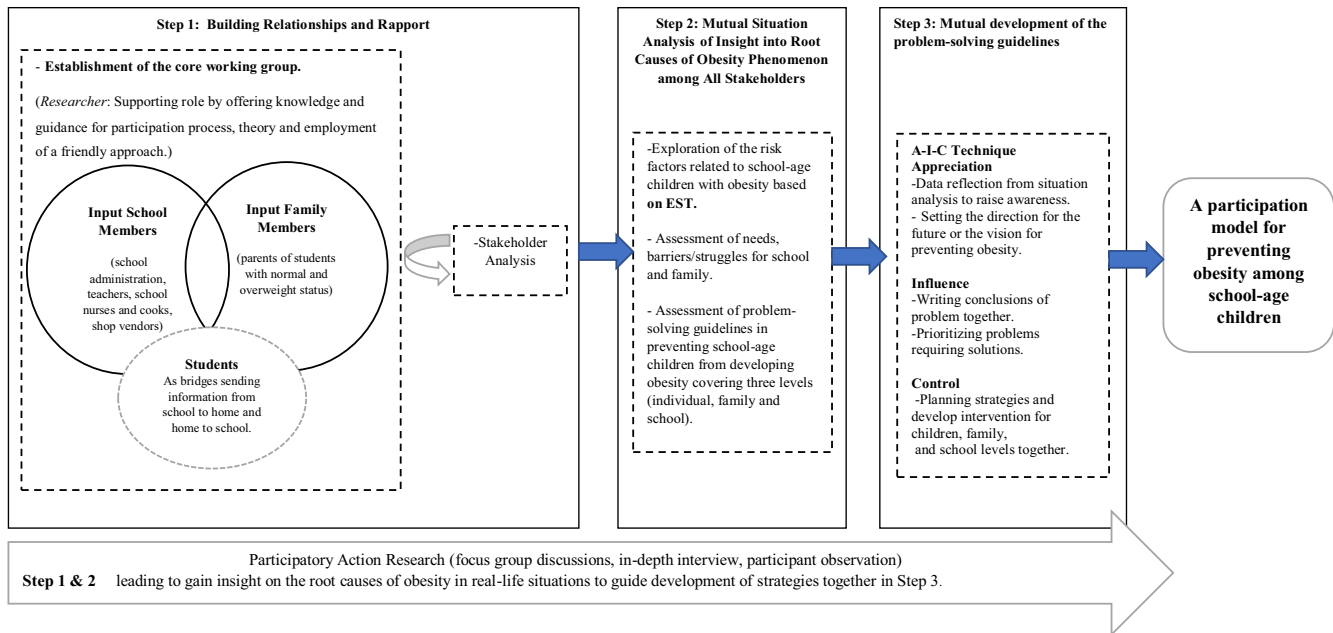 Step 1:  Building Relationships and Rapport
- Establishment of the core working group.
(Researcher: Supporting role by offering knowledge and
guidance for participation process, theory and employment
of a friendly approach.)
Input School
Members
(school
administration,
teachers, school
nurses and cooks,
shop vendors)
Input Family
Members
(parents of students
with normal and
overweight status)
Students
As bridges sending
information from
school to home and
home to school.
-Stakeholder
Analysis
Step 2: Mutual Situation
Analysis of Insight into Root
Causes of Obesity Phenomenon
among All Stakeholders
-Exploration of the risk
factors related to school-age
children with obesity based
on EST.
- Assessment of needs,
barriers/struggles for school
and family.
- Assessment of problem-
solving guidelines in
preventing school-age
children from developing
obesity covering three levels
(individual, family and
school).
Step 3: Mutual development of the
problem-solving guidelines
A-I-C Technique
Appreciation
-Data reflection from situation
analysis to raise awareness.
- Setting the direction for the
future or the vision for
preventing obesity.
Influence
-Writing conclusions of
problem together.
-Prioritizing problems
requiring solutions.
Control
-Planning strategies and
develop intervention for
children, family,
and school levels together.
A participation
model for
preventing
obesity among
school-age
children
Participatory Action Research (focus group discussions, in-depth interview, participant observation)
Step 1 & 2 leading to gain insight on the root causes of obesity in real-life situations to guide development of strategies together in Step 3.